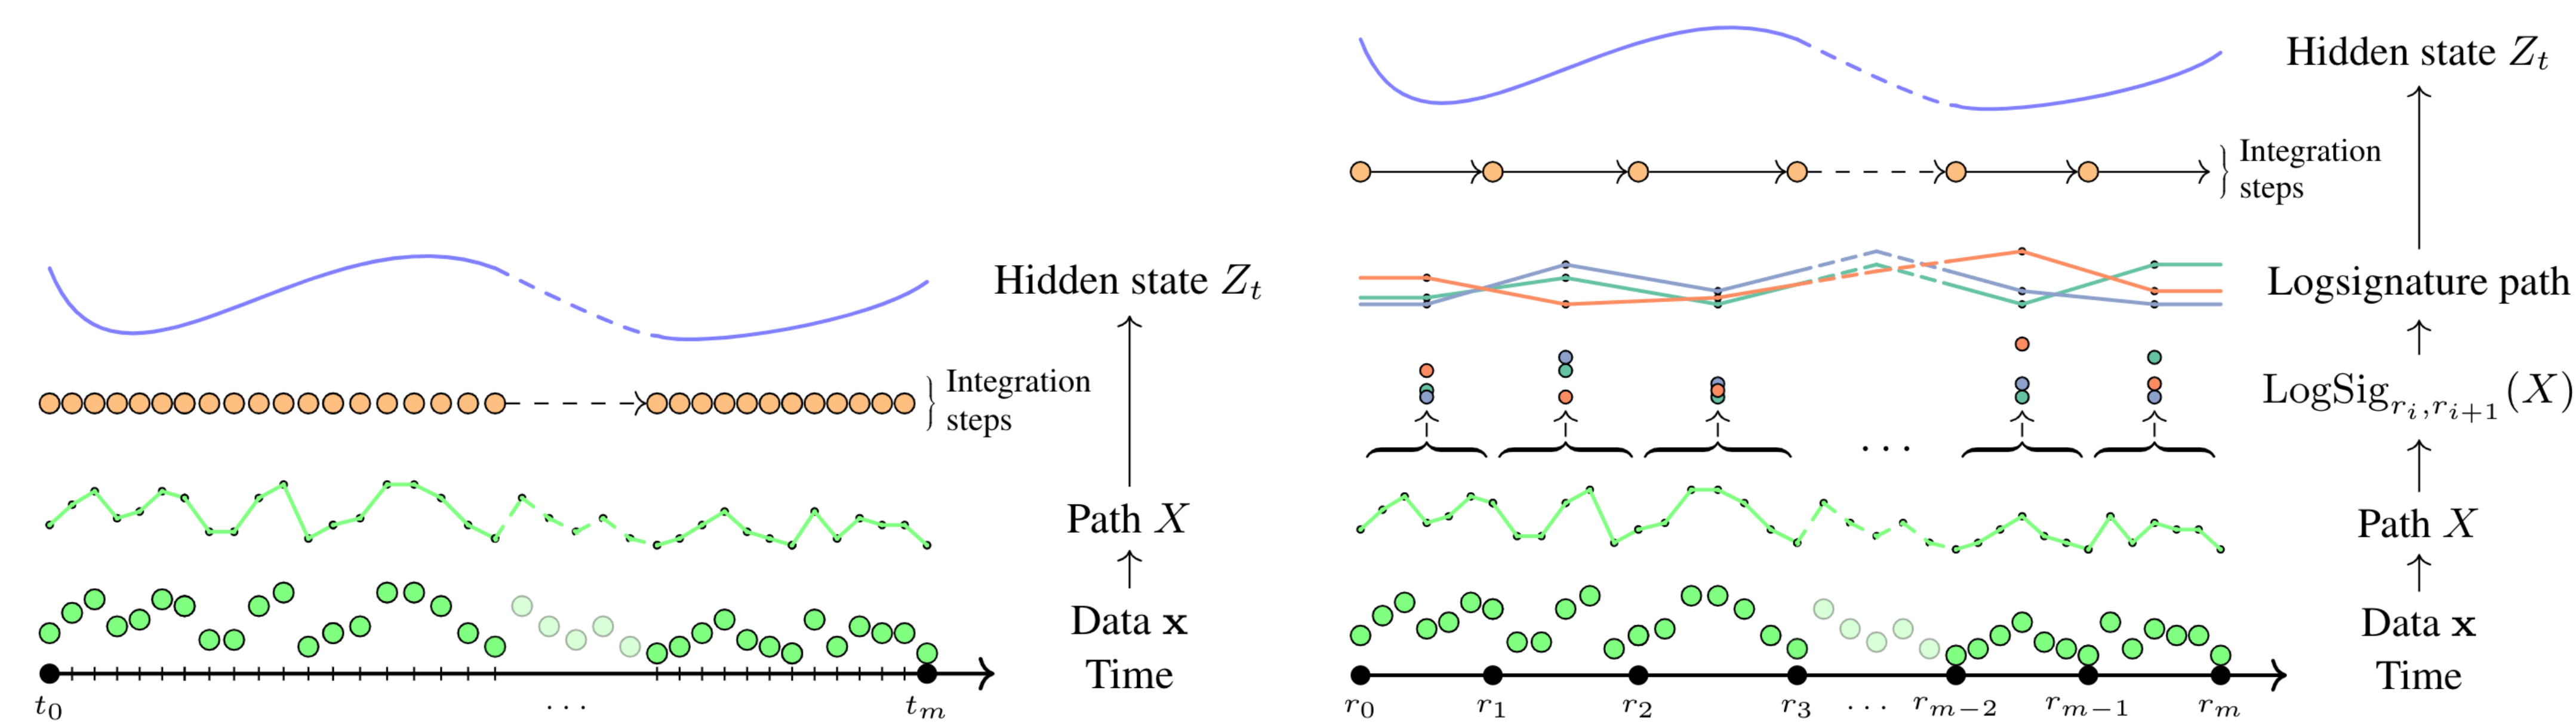 Hidden state Z_t
Integration
steps
Path X
Data x
Time
t_0
...
t_m
Hidden state Z_t
Integration
steps
Logsignature path
LogSig_{r_i,r_{i+1}}(X)
...
Path X
Data x
Time
r_0 r_1 r_2 r_3 ... r_{m−2} r_{m−1} r_m